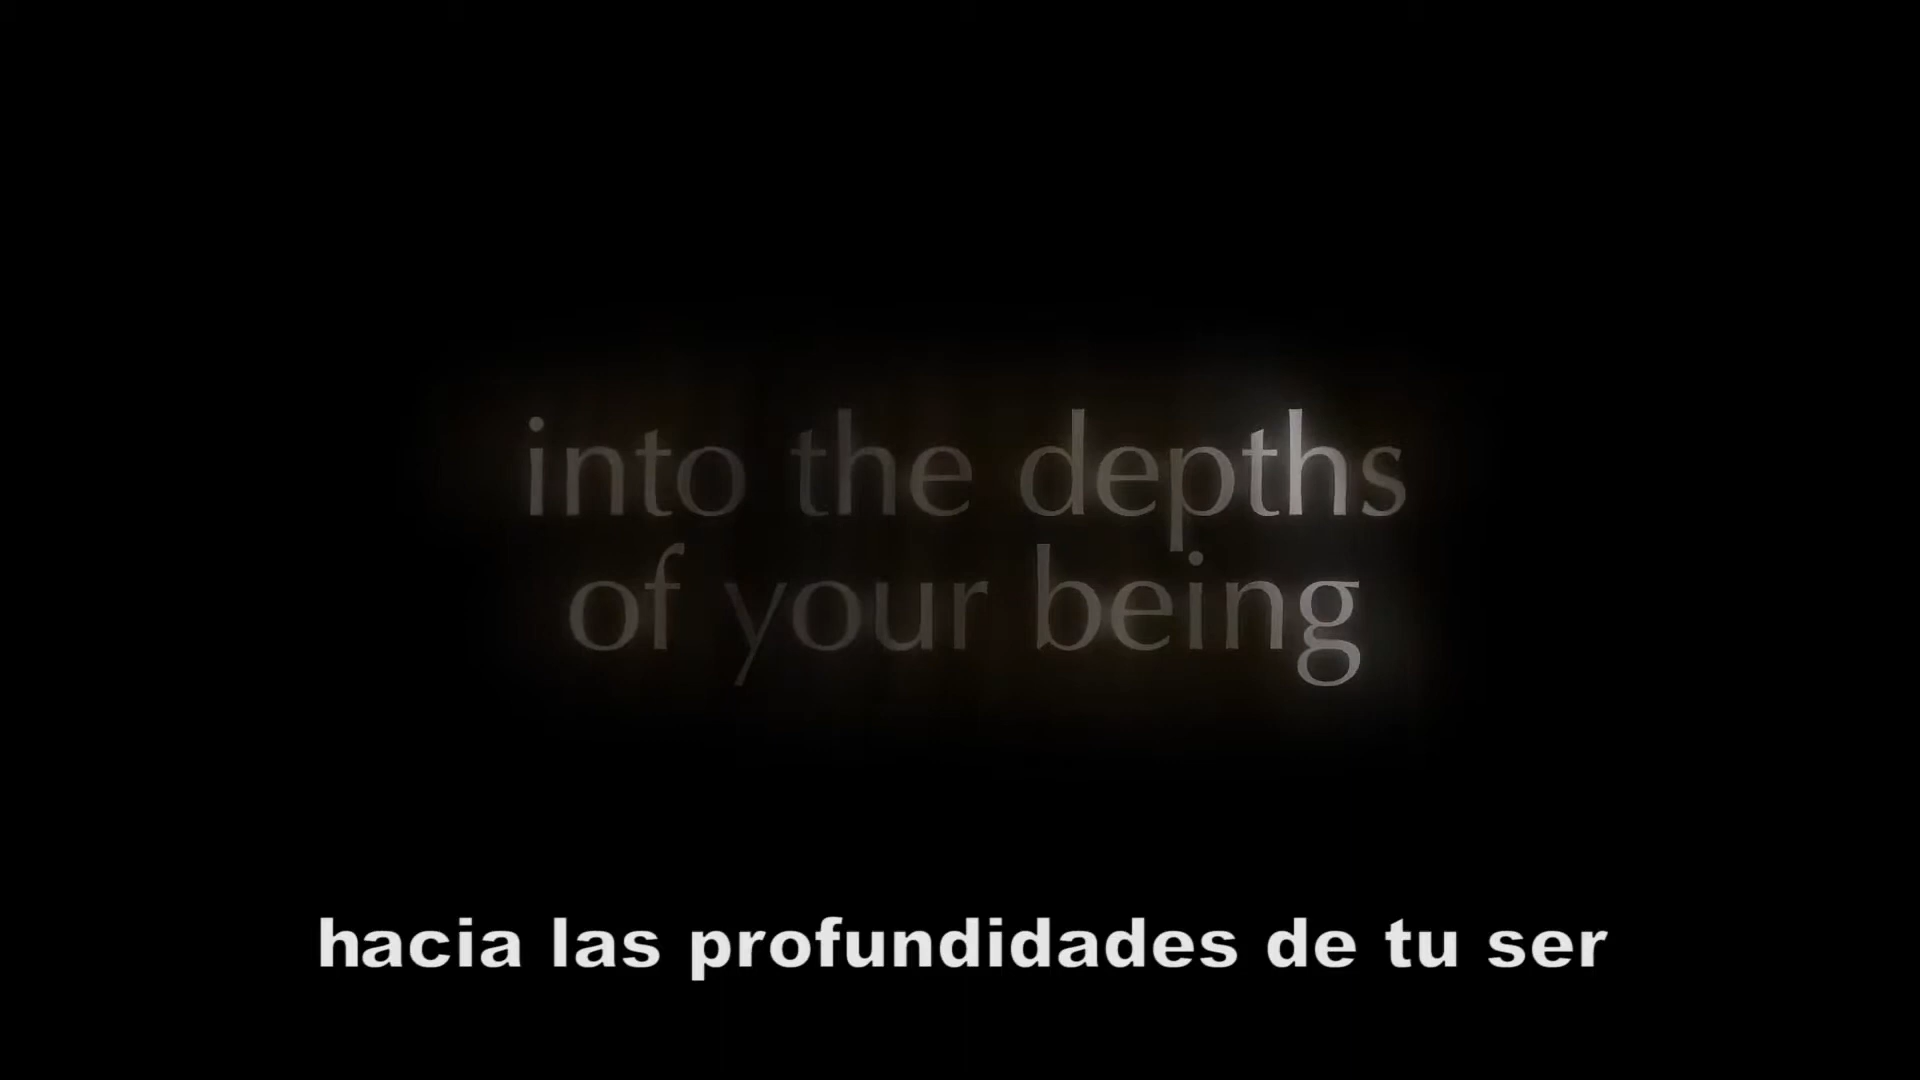 into the depths
of your being
hacia las profundidades de tu ser